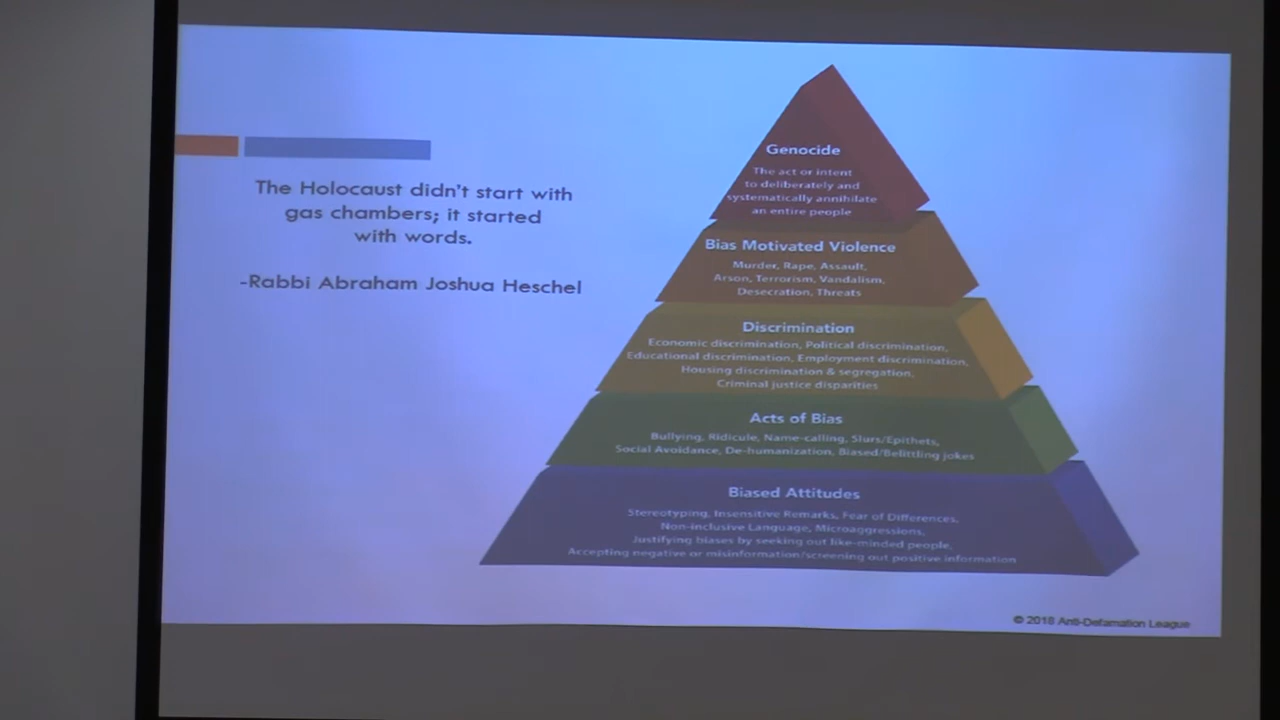 The Holocaust didn't start with
gas chambers; it started
with words.
-Rabbi Abraham Joshua Heschel
Genocide
The act or intent
to deliberately and
systematically annihilate
an entire people
Bias Motivated Violence
Murder, Rape, Assault,
Arson, Terrorism, Vandalism,
Desecration, Threats
Discrimination
Economic discrimination, Political discrimination,
Educational discrimination, Employment discrimination,
Housing discrimination & segregation,
Criminal justice disparities
Acts of Bias
Bullying, Ridicule, Name-calling, Slurs/Epithets,
Social Avoidance, De-humanization, Biased/Belittling jokes
Biased Attitudes
Stereotyping, Insensitive Remarks, Fear of Differences,
Non-inclusive Language, Microaggressions,
Justifying biases by seeking out like-minded people,
Accepting negative or misinformation/screening out positive information
© 2018 Anti-Defamation League